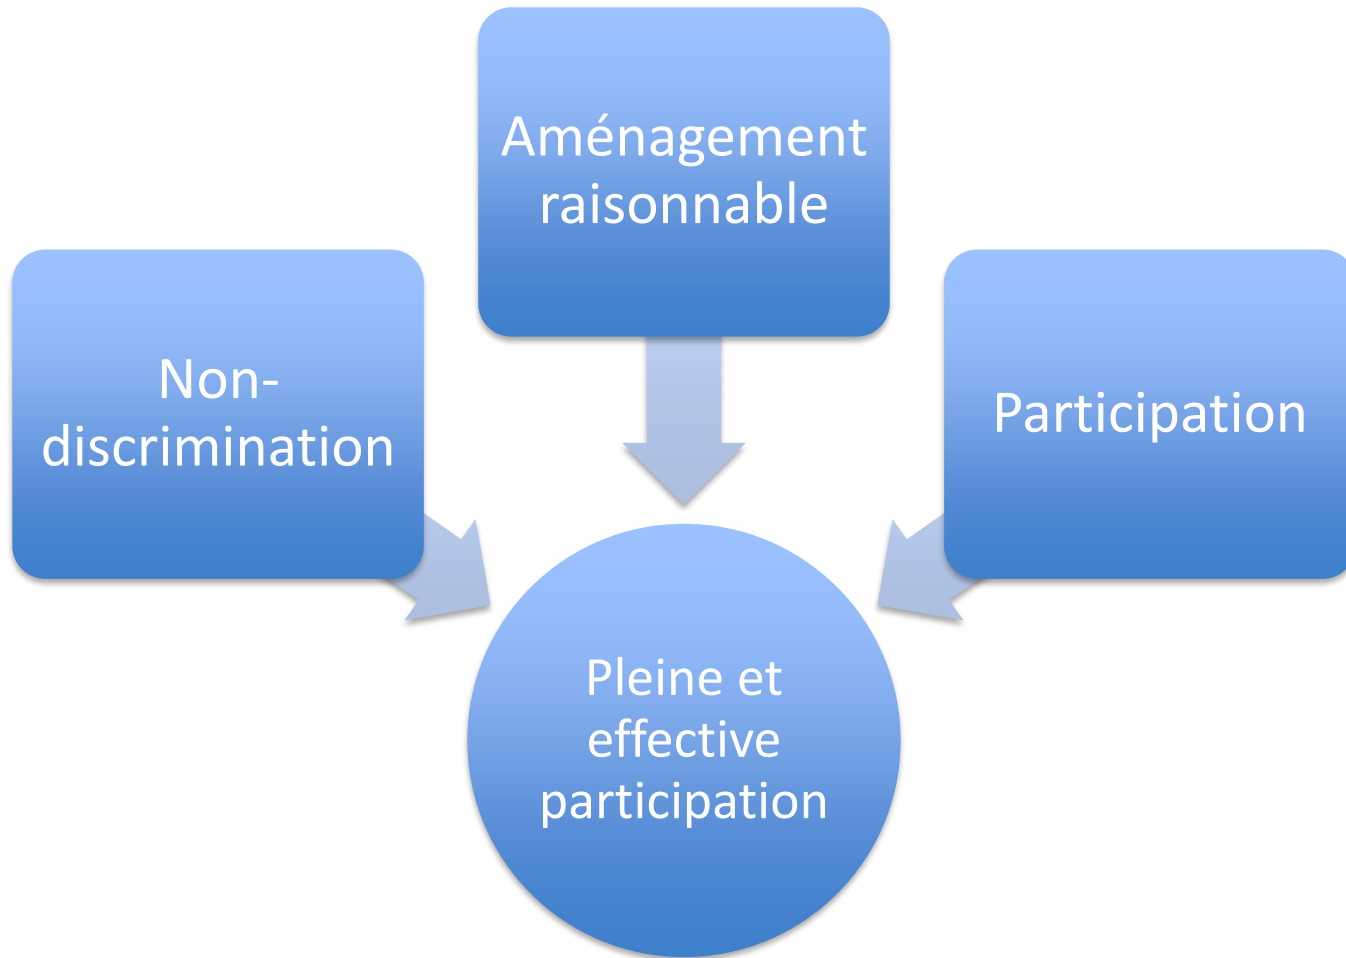 Aménagement
raisonnable
Non-
discrimination
Participation
Pleine et
effective
participation